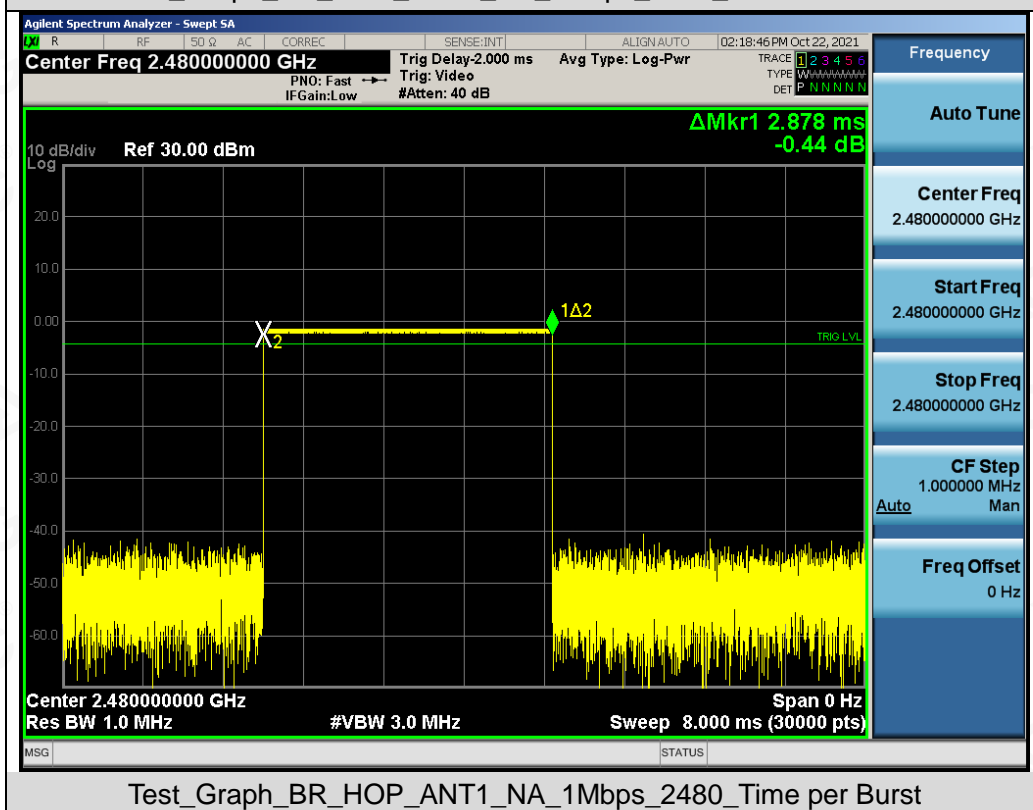 Agilent Spectrum Analyzer - Swept SA
LXI R RF 50 Ω AC CORREC SENSE:INT ALIGN AUTO 02:18:46 PM Oct 22, 2021
Center Freq 2.480000000 GHz Trig Delay-2.000 ms Avg Type: Log-Pwr TRACE 1 2 3 4 5 6
PNO: Fast Trig: Video TYPE WWWWWW
IFGain:Low #Atten: 40 dB DET P N N N N N
ΔMkr1 2.878 ms
-0.44 dB
10 dB/div Ref 30.00 dBm
Log
20.0
10.0
0.00
-10.0
-20.0
-30.0
-40.0
-50.0
-60.0
1Δ2
2
TRIG LVL
Center 2.480000000 GHz Span 0 Hz
Res BW 1.0 MHz #VBW 3.0 MHz Sweep 8.000 ms (30000 pts)
MSG STATUS
Frequency
Auto Tune
Center Freq
2.480000000 GHz
Start Freq
2.480000000 GHz
Stop Freq
2.480000000 GHz
CF Step
1.000000 MHz
Auto Man
Freq Offset
0 Hz
Test_Graph_BR_HOP_ANT1_NA_1Mbps_2480_Time per Burst